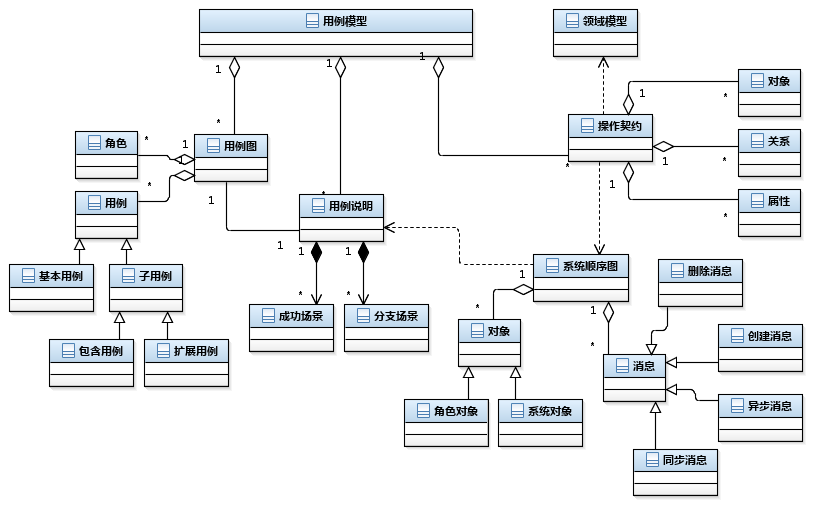 用例模型
领域模型
1
1
1
对象
1
*
*
操作契约
角色
*
1
用例图
关系
*
1
*
*
用例
1
属性
1
*
*
用例说明
1
1
1
系统顺序图
删除消息
基本用例
子用例
1
*
*
*
1
成功场景
分支场景
对象
创建消息
*
包含用例
扩展用例
消息
角色对象
系统对象
异步消息
同步消息